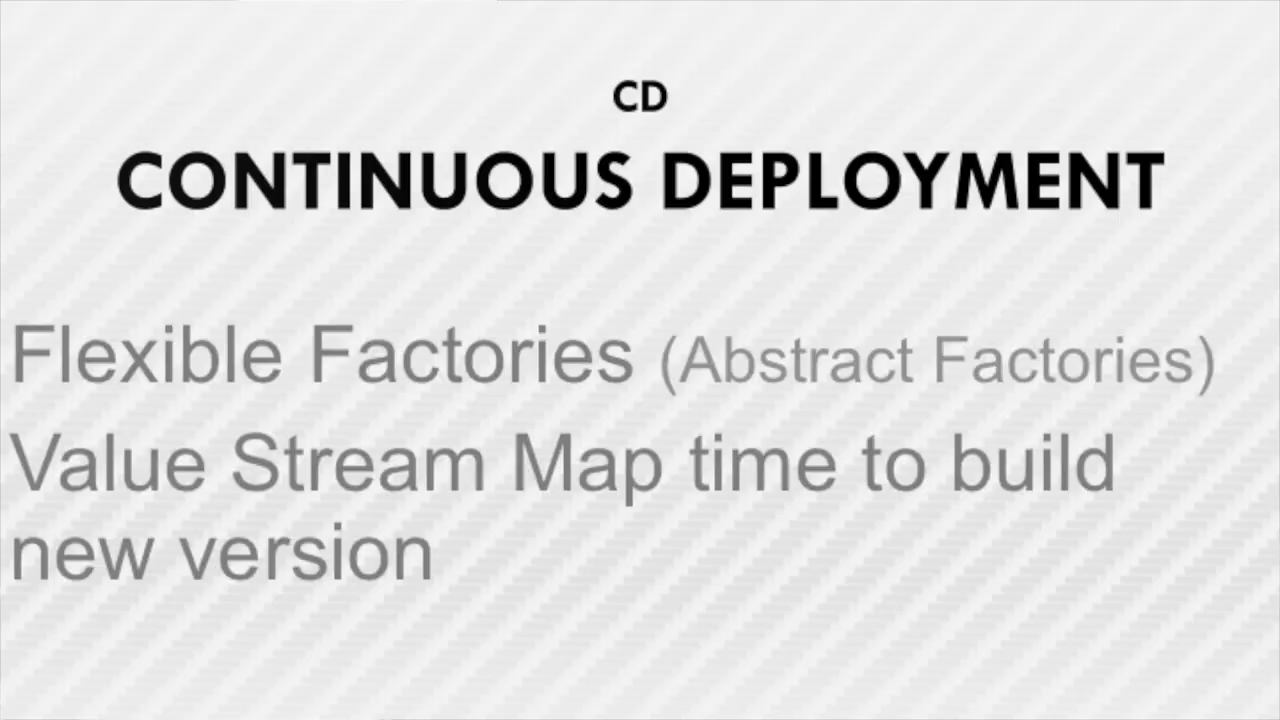 CD
CONTINUOUS DEPLOYMENT
Flexible Factories (Abstract Factories)
Value Stream Map time to build
new version